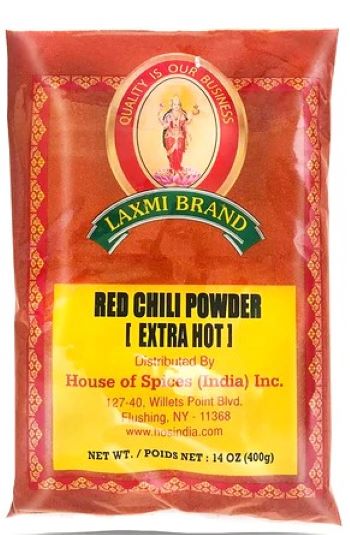 QUALITY IS OUR BUSINESS
LAXMI BRAND
RED CHILI POWDER
[ EXTRA HOT ]
Distributed By
House of Spices (India) Inc.
127-40, Willets Point Blvd.
Flushing, NY - 11368
www.hosindia.com
NET WT. / POIDS NET : 14 OZ (400g)